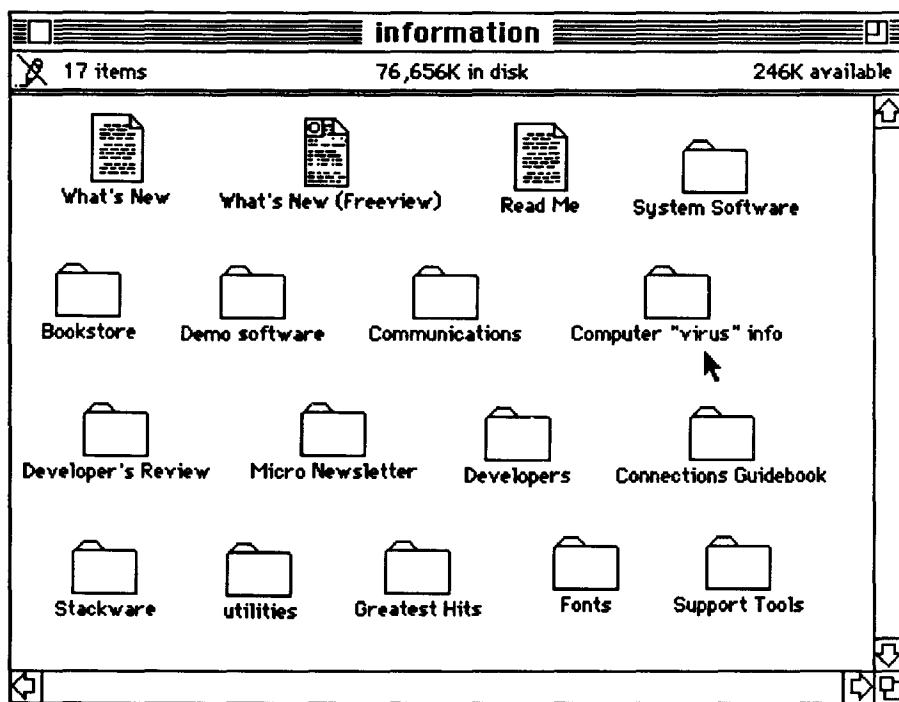 information
17 items 76,656K in disk 246K available
What's New What's New (Freeview) Read Me System Software
Bookstore Demo software Communications Computer "virus" info
Developer's Review Micro Newsletter Developers Connections Guidebook
Stackware utilities Greatest Hits Fonts Support Tools